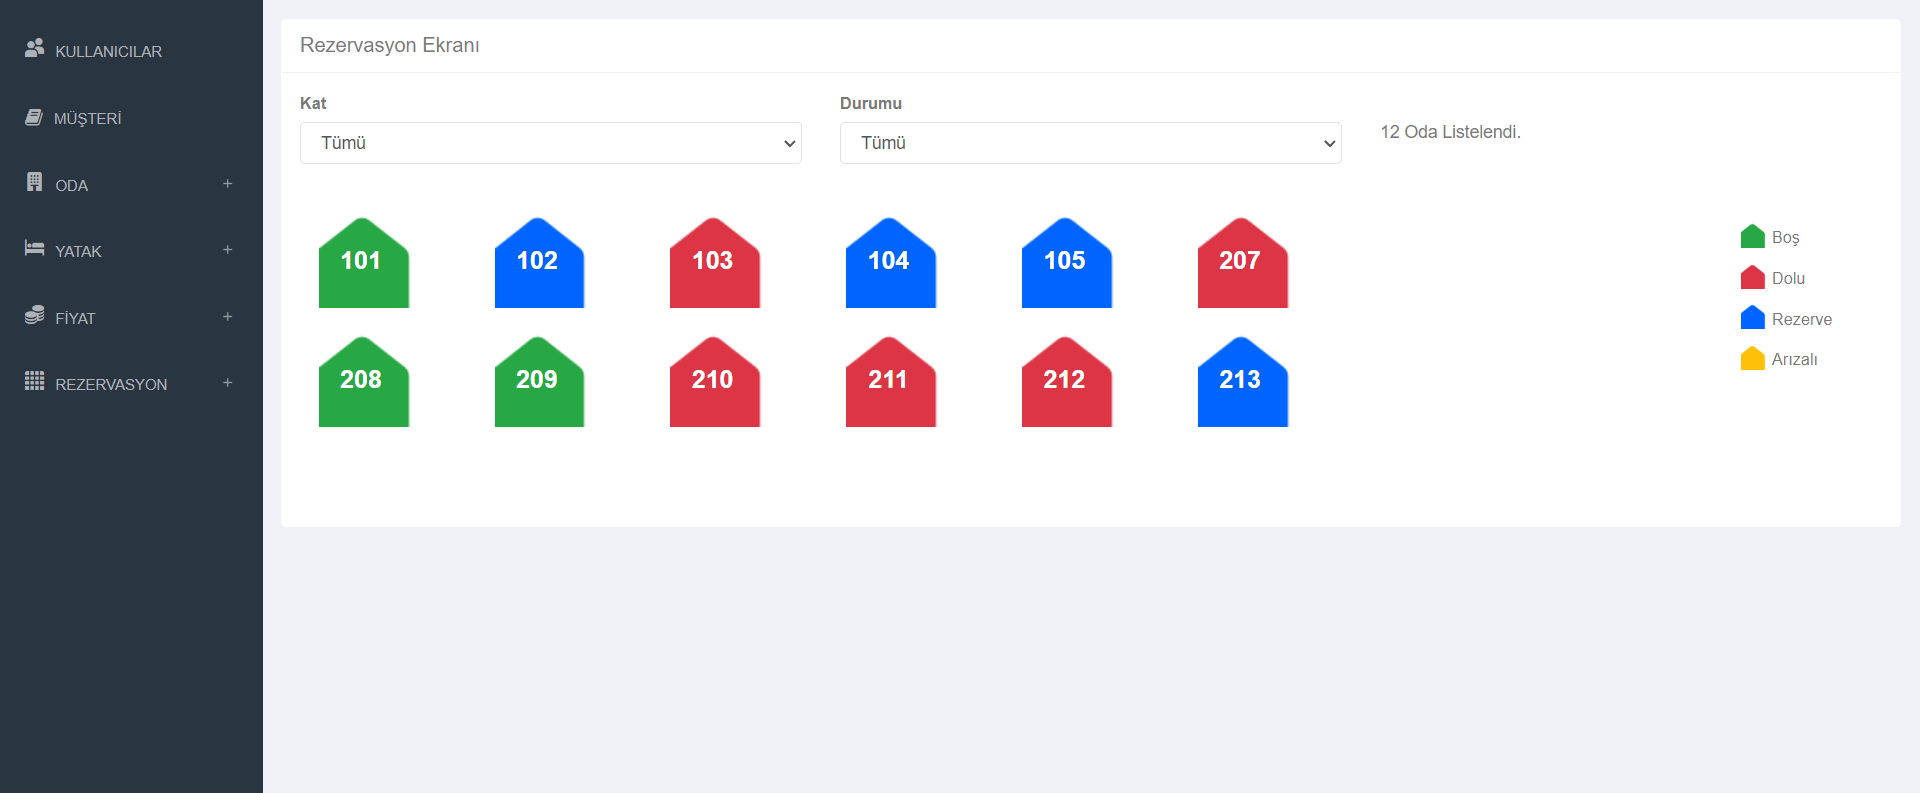 KULLANICILAR
MÜŞTERİ
ODA +
YATAK +
FİYAT +
REZERVASYON +
Rezervasyon Ekranı
Kat
Tümü
Durumu
Tümü
12 Oda Listelendi.
101 102 103 104 105 207
208 209 210 211 212 213
Boş
Dolu
Rezerve
Arızalı